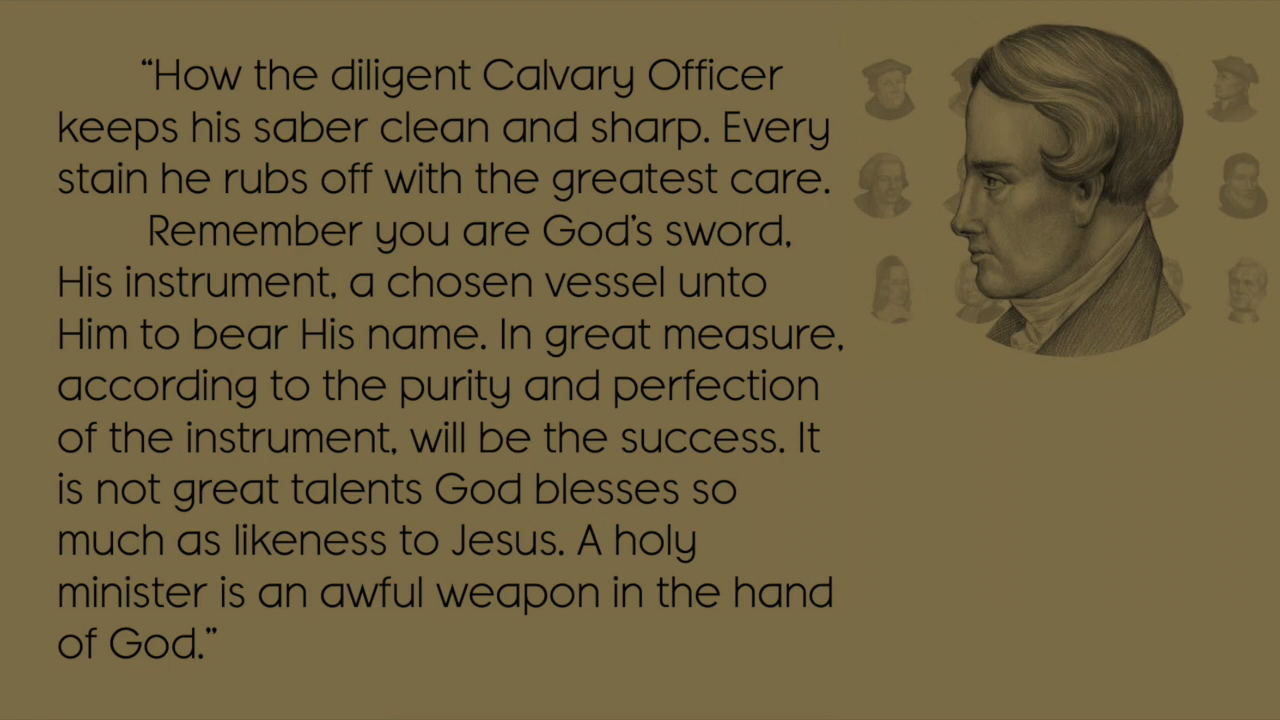 “How the diligent Calvary Officer
keeps his saber clean and sharp. Every
stain he rubs off with the greatest care.
Remember you are God’s sword,
His instrument, a chosen vessel unto
Him to bear His name. In great measure,
according to the purity and perfection
of the instrument, will be the success. It
is not great talents God blesses so
much as likeness to Jesus. A holy
minister is an awful weapon in the hand
of God.”